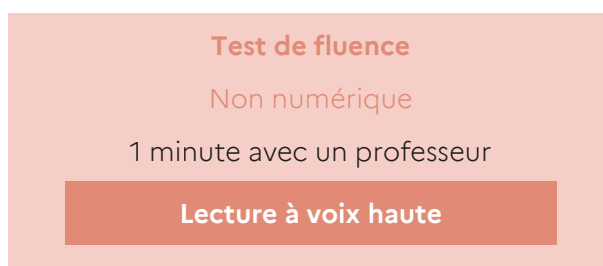 Test de fluence
Non numérique
1 minute avec un professeur
Lecture à voix haute